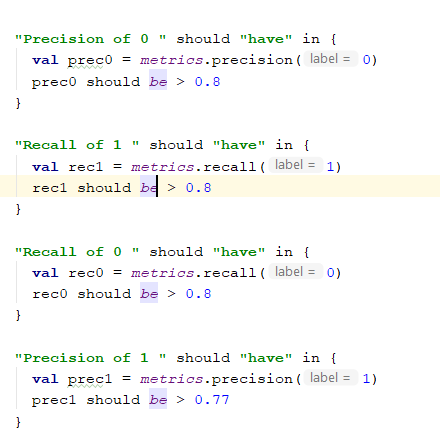 "Precision of 0 " should "have" in {
val prec0 = metrics.precision( label = 0)
prec0 should be > 0.8
}
"Recall of 1 " should "have" in {
val rec1 = metrics.recall( label = 1)
rec1 should be > 0.8
}
"Recall of 0 " should "have" in {
val rec0 = metrics.recall( label = 0)
rec0 should be > 0.8
}
"Precision of 1 " should "have" in {
val prec1 = metrics.precision( label = 1)
prec1 should be > 0.77
}